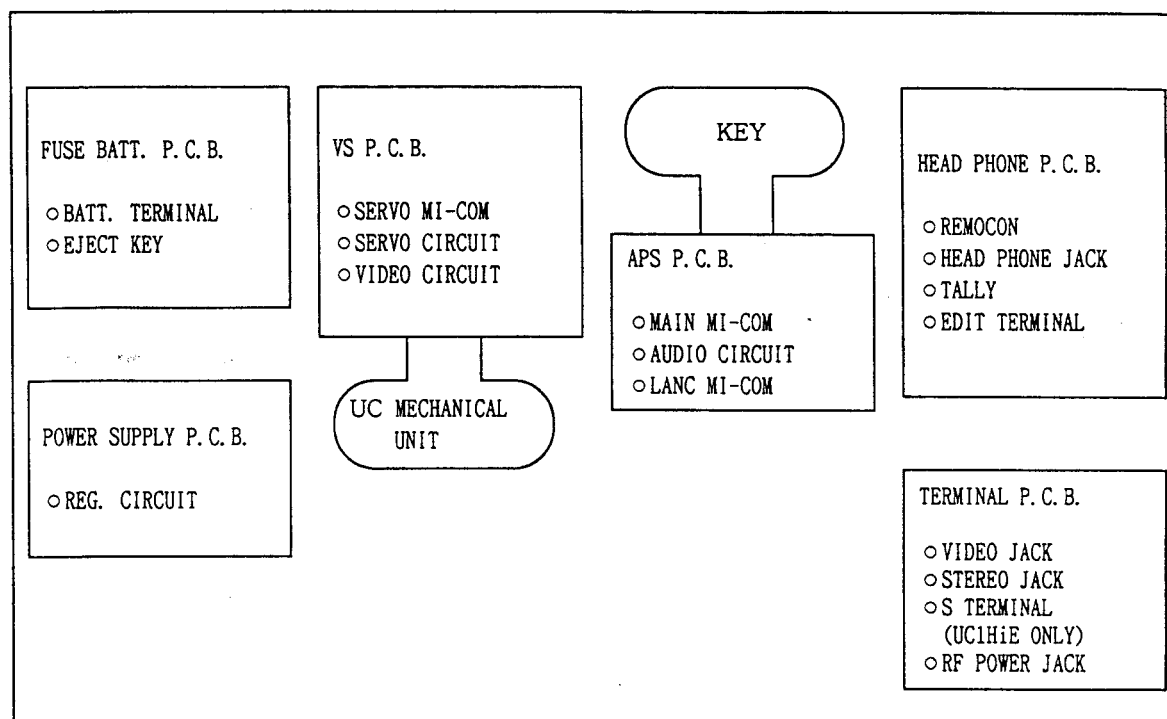 FUSE BATT. P.C.B.
○BATT. TERMINAL
○EJECT KEY
VS P.C.B.
○SERVO MI-COM
○SERVO CIRCUIT
○VIDEO CIRCUIT
KEY
APS P.C.B.
○MAIN MI-COM
○AUDIO CIRCUIT
○LANC MI-COM
HEAD PHONE P.C.B.
○REMOCON
○HEAD PHONE JACK
○TALLY
○EDIT TERMINAL
UC MECHANICAL
UNIT
POWER SUPPLY P.C.B.
○REG. CIRCUIT
TERMINAL P.C.B.
○VIDEO JACK
○STEREO JACK
○S TERMINAL
(UC1HiE ONLY)
○RF POWER JACK